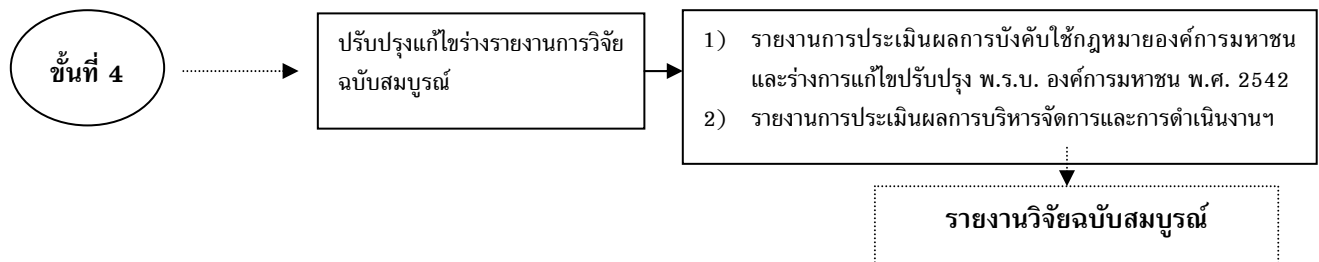 ขั้นที่ 4
ปรับปรุงแก้ไขร่างรายงานการวิจัย
ฉบับสมบูรณ์
1) รายงานการประเมินผลการบังคับใช้กฎหมายองค์การมหาชน
และร่างการแก้ไขปรับปรุง พ.ร.บ. องค์การมหาชน พ.ศ. 2542
2) รายงานการประเมินผลการบริหารจัดการและการดำเนินงานฯ
รายงานวิจัยฉบับสมบูรณ์